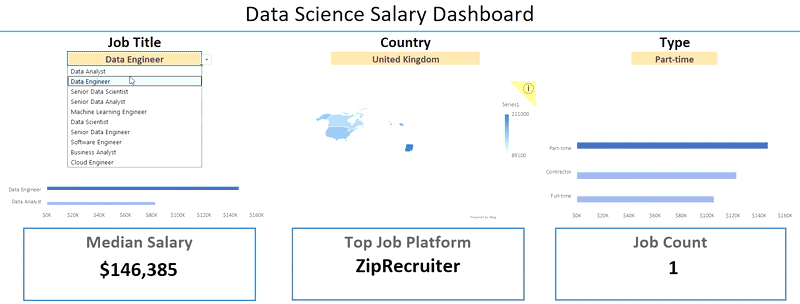 Data Science Salary Dashboard
Job Title
Data Engineer
Data Analyst
Data Engineer
Senior Data Scientist
Senior Data Analyst
Machine Learning Engineer
Data Scientist
Senior Data Engineer
Software Engineer
Business Analyst
Cloud Engineer
Data Engineer
Data Analyst
$0K $20K $40K $60K $80K $100K $120K $140K $160K
Country
United Kingdom
Series1
211000
89100
Powered by Bing
Type
Part-time
Part-time
Contractor
Full-time
$0K $20K $40K $60K $80K $100K $120K $140K $160K
Median Salary
$146,385
Top Job Platform
ZipRecruiter
Job Count
1